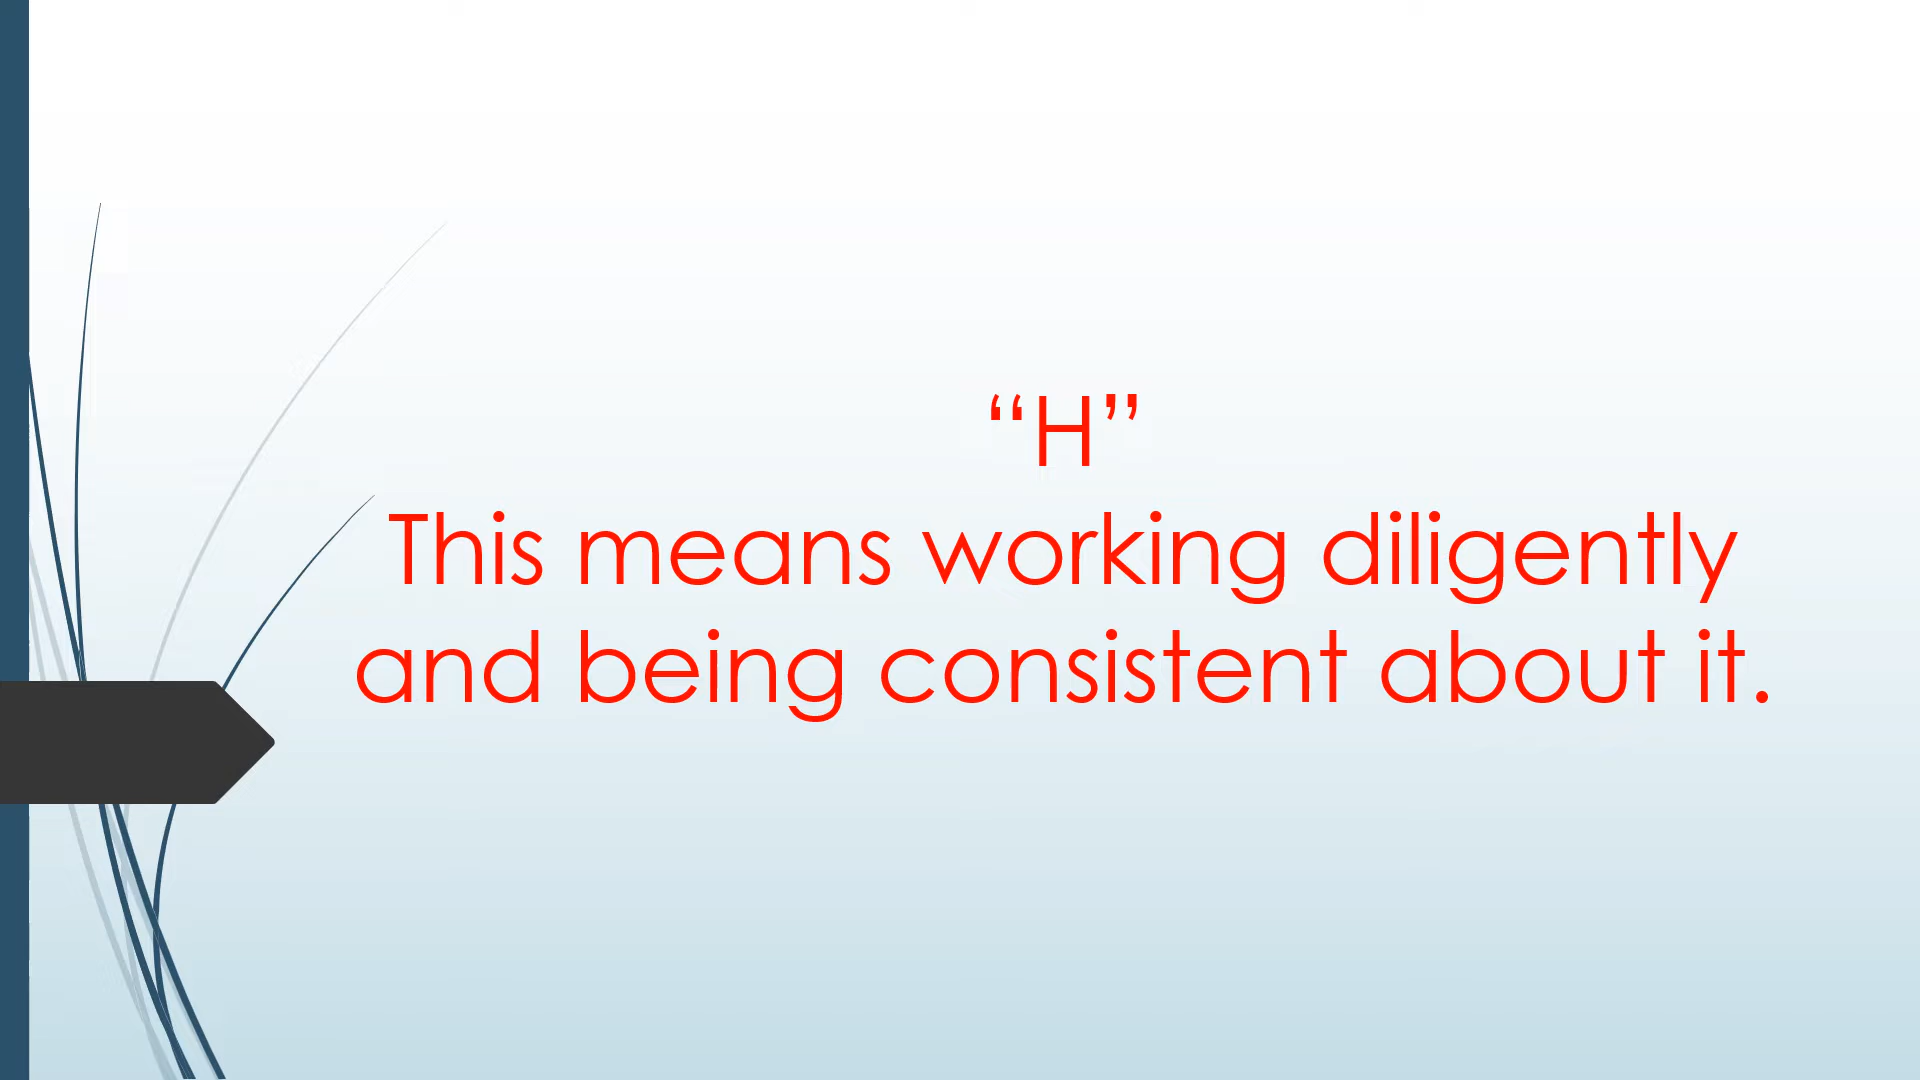 “H”
This means working diligently
and being consistent about it.